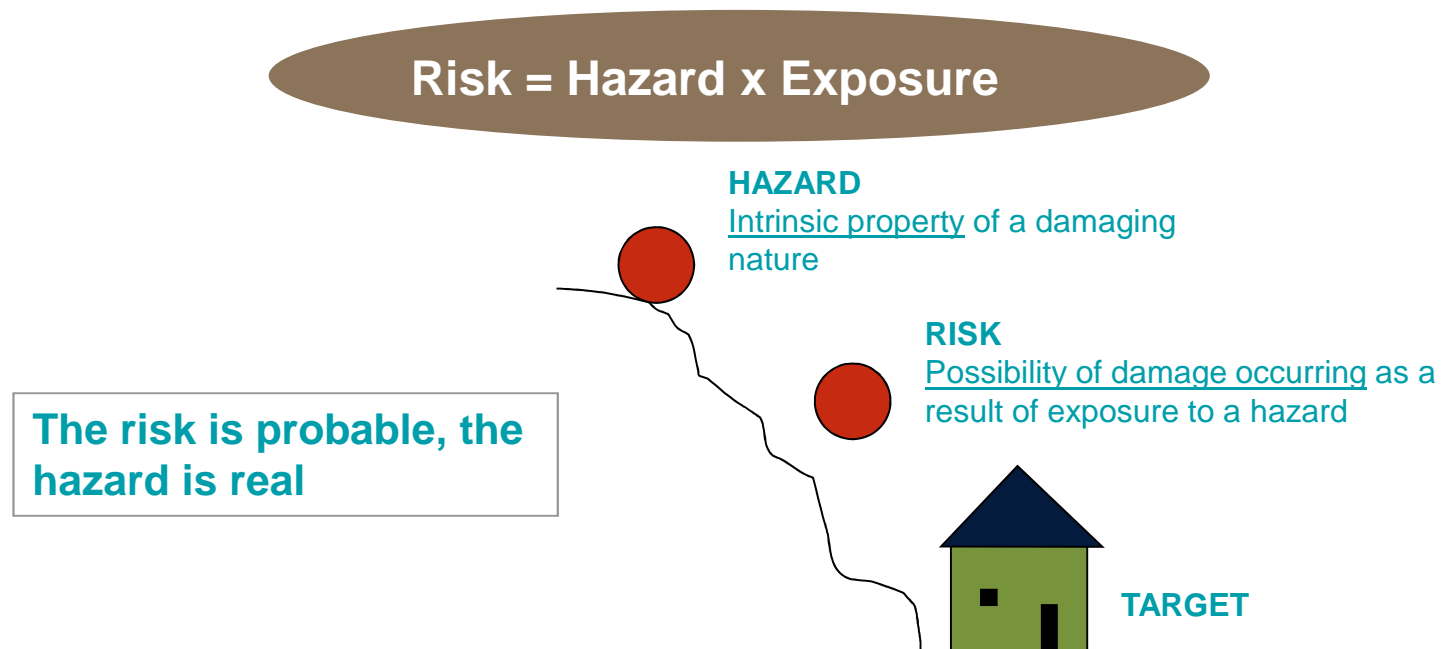 Risk = Hazard x Exposure
HAZARD
Intrinsic property of a damaging
nature
RISK
Possibility of damage occurring as a
result of exposure to a hazard
The risk is probable, the
hazard is real
TARGET